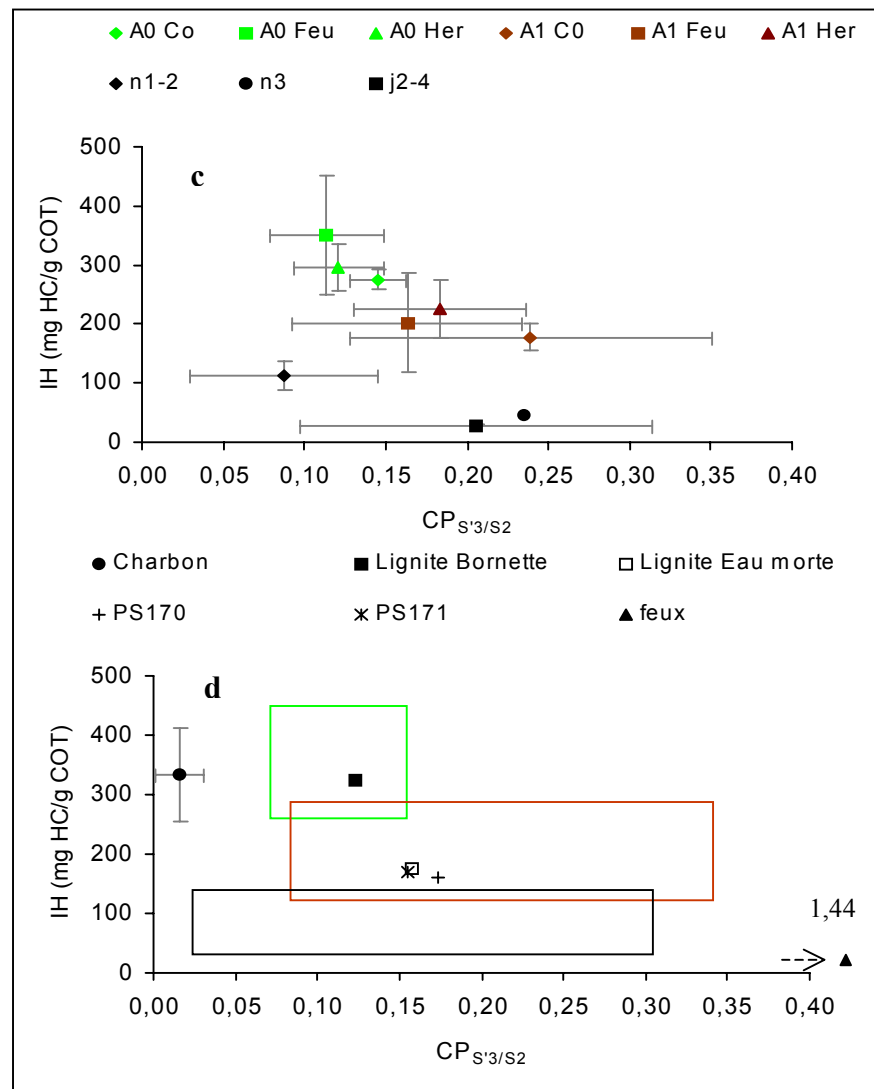 A0 Co A0 Feu A0 Her A1 C0 A1 Feu A1 Her
n1-2 n3 j2-4
500
c
400
300
200
100
0
IH (mg HC/g COT)
0,00 0,05 0,10 0,15 0,20 0,25 0,30 0,35 0,40
CP S'3/S2
Charbon Lignite Bornette Lignite Eau morte
PS170 PS171 feux
500
d
400
300
200
100
0
IH (mg HC/g COT)
1,44
0,00 0,05 0,10 0,15 0,20 0,25 0,30 0,35 0,40
CP S'3/S2